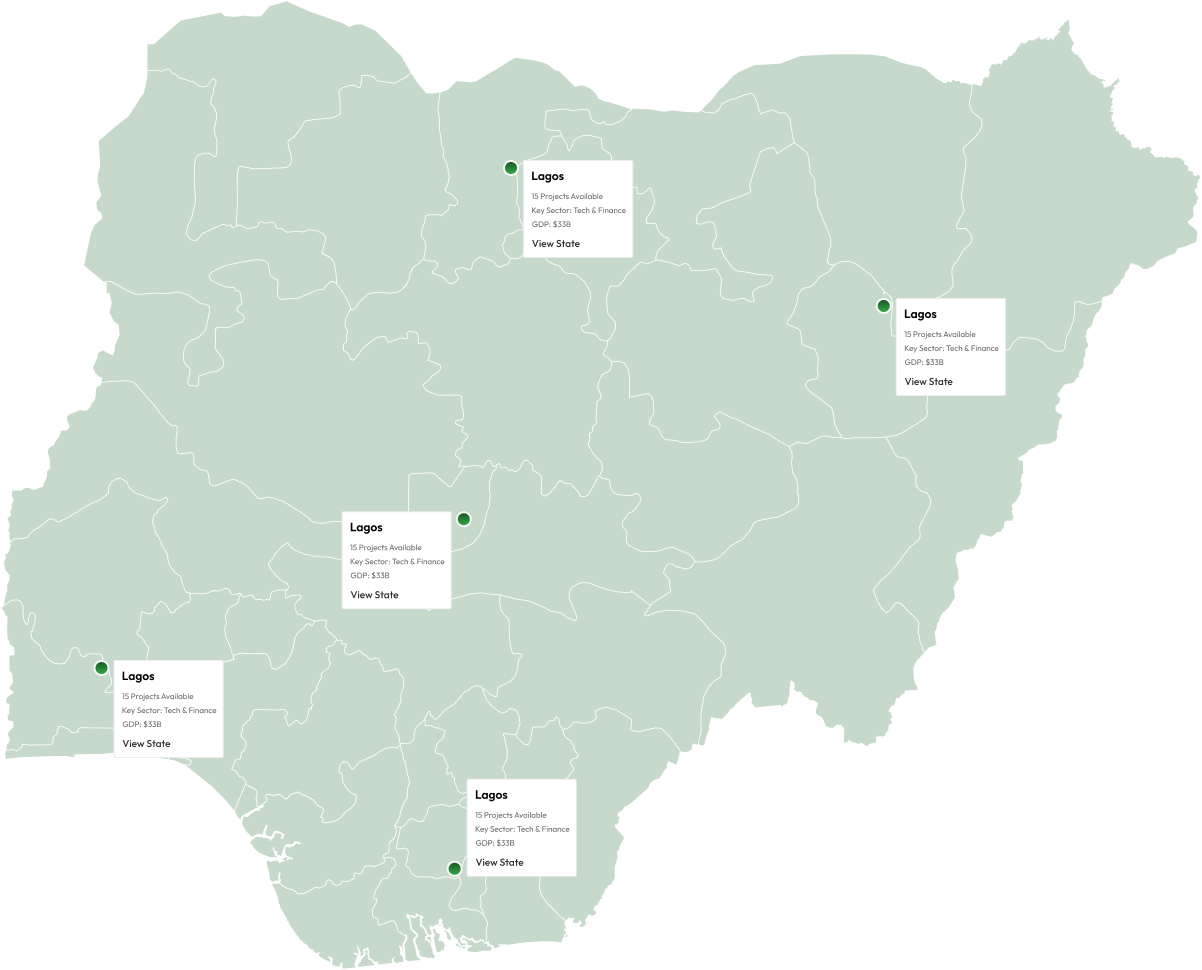 Lagos
15 Projects Available
Key Sector: Tech & Finance
GDP: $33B
View State
Lagos
15 Projects Available
Key Sector: Tech & Finance
GDP: $33B
View State
Lagos
15 Projects Available
Key Sector: Tech & Finance
GDP: $33B
View State
Lagos
15 Projects Available
Key Sector: Tech & Finance
GDP: $33B
View State
Lagos
15 Projects Available
Key Sector: Tech & Finance
GDP: $33B
View State